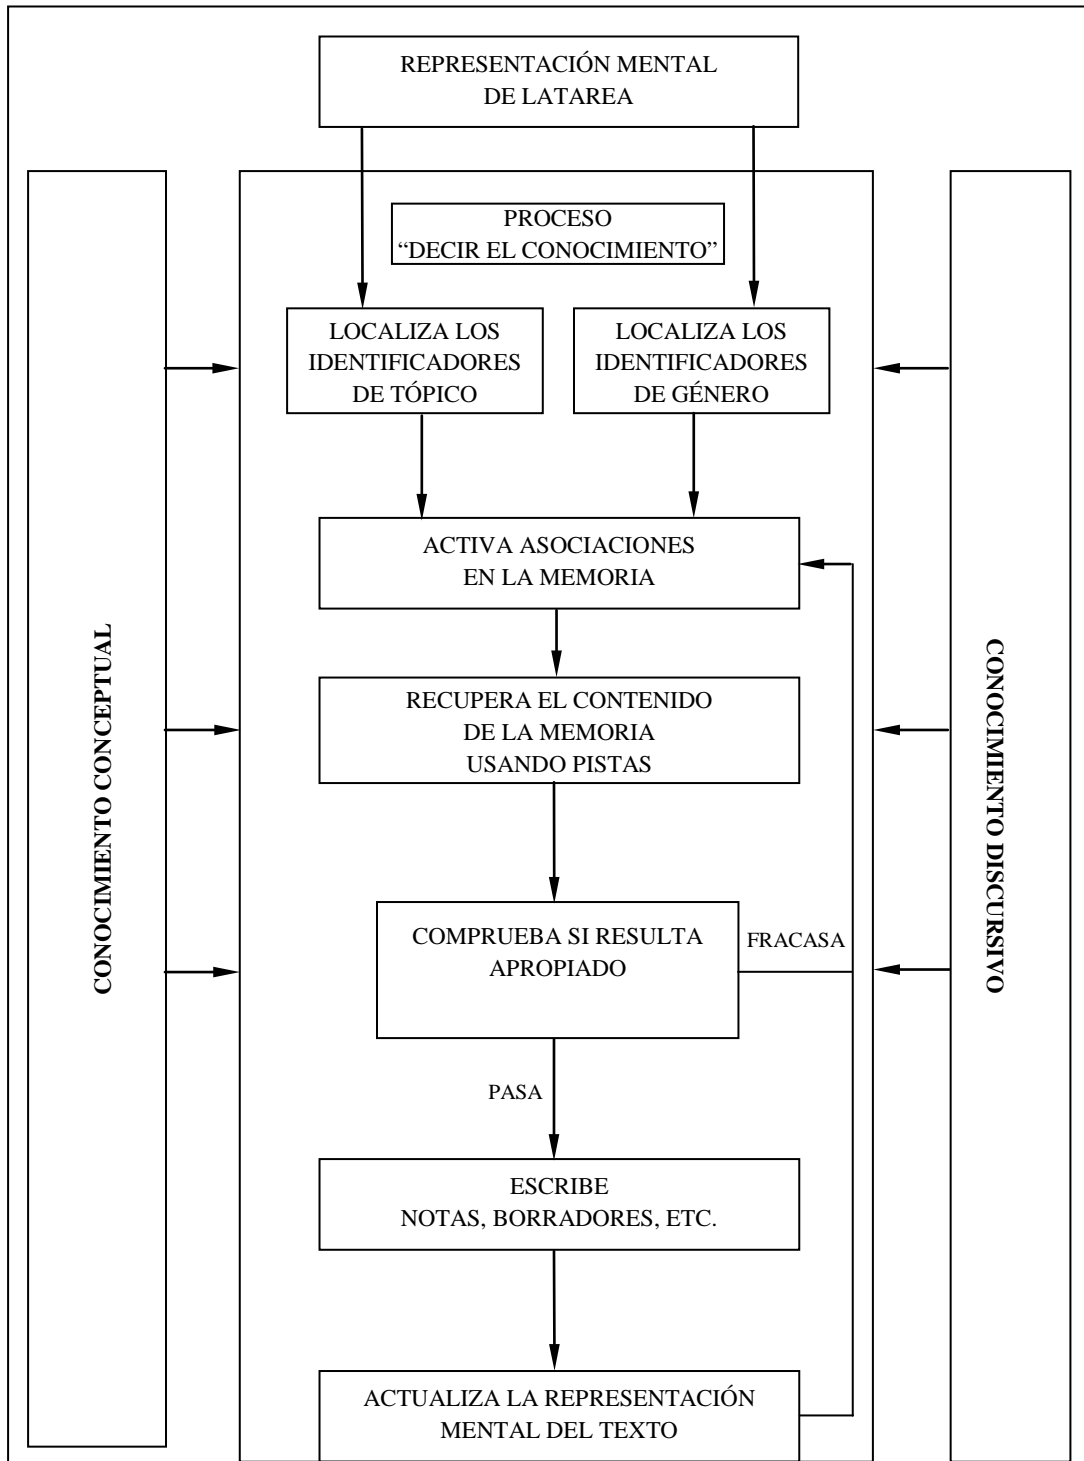 REPRESENTACIÓN MENTAL
DE LATAREA
PROCESO
“DECIR EL CONOCIMIENTO”
LOCALIZA LOS
IDENTIFICADORES
DE TÓPICO
LOCALIZA LOS
IDENTIFICADORES
DE GÉNERO
ACTIVA ASOCIACIONES
EN LA MEMORIA
RECUPERA EL CONTENIDO
DE LA MEMORIA
USANDO PISTAS
COMPRUEBA SI RESULTA
APROPIADO
FRACASA
PASA
ESCRIBE
NOTAS, BORRADORES, ETC.
ACTUALIZA LA REPRESENTACIÓN
MENTAL DEL TEXTO
CONOCIMIENTO CONCEPTUAL
CONOCIMIENTO DISCURSIVO